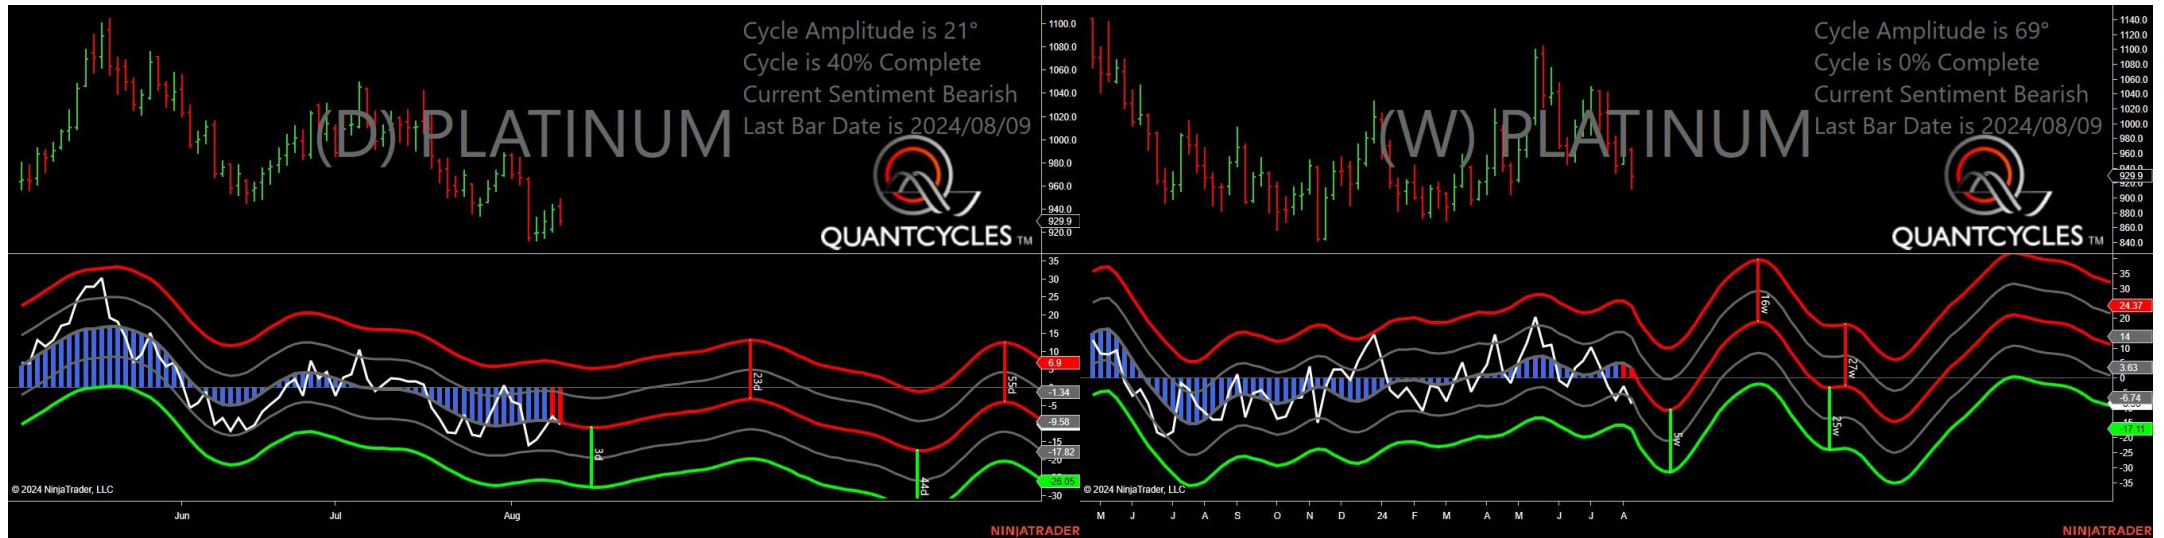 Cycle Amplitude is 21°
Cycle is 40% Complete
Current Sentiment Bearish
Last Bar Date is 2024/08/09
(D) PLATINUM
QUANTCYCLES TM
1100.0
1080.0
1060.0
1040.0
1020.0
1000.0
980.0
960.0
940.0
929.9
920.0
35
30
25
20
15
10
6.9
-1.34
-5
-9.58
-15
-17.82
-20
-26.05
-30
3d
23d
44d
55d
© 2024 NinjaTrader, LLC
Jun Jul Aug
NINJATRADER
Cycle Amplitude is 69°
Cycle is 0% Complete
Current Sentiment Bearish
Last Bar Date is 2024/08/09
(W) PLATINUM
QUANTCYCLES TM
1140.0
1120.0
1100.0
1080.0
1060.0
1040.0
1020.0
1000.0
980.0
960.0
940.0
929.9
920.0
900.0
880.0
860.0
840.0
35
30
24.37
20
14
10
3.63
0
-6.74
-17.11
-20
-25
-30
-35
5w
16w
25w
27w
© 2024 NinjaTrader, LLC
M J J A S O N D 24 F M A M J J A
NINJATRADER